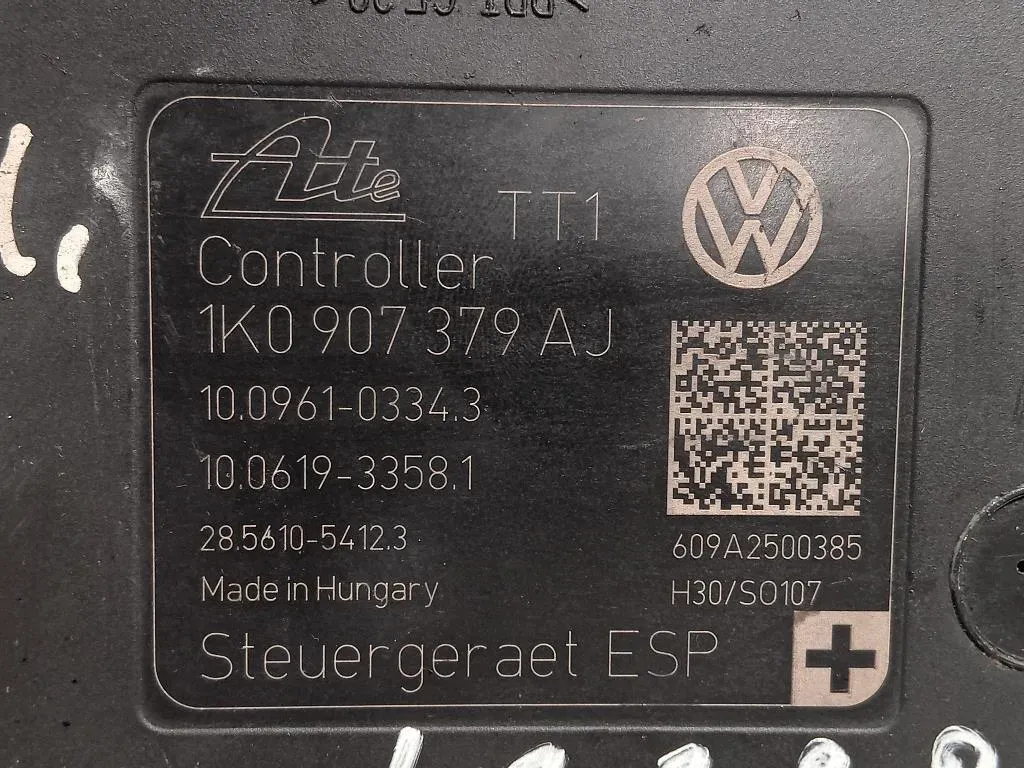 Ate
TT1
Controller
1K0 907 379 AJ
10.0961-0334.3
10.0619-3358.1
28.5610-5412.3
609A2500385
Made in Hungary
H30/SO107
Steuergeraet ESP